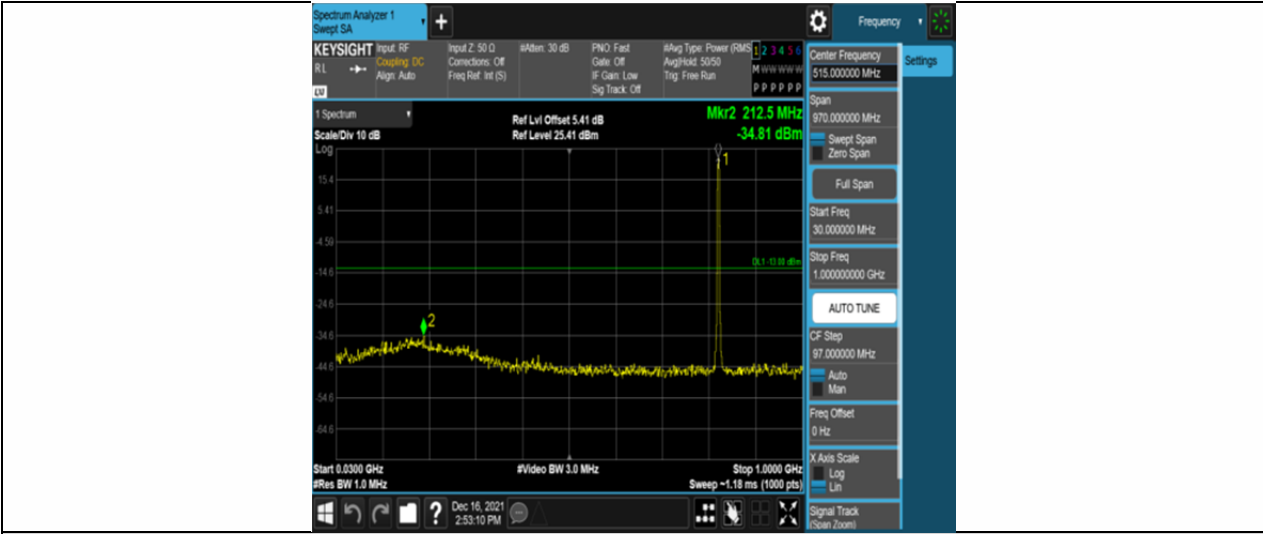 Spectrum Analyzer 1
Swept SA
+
Frequency
KEYSIGHT
Input: RF
Coupling: DC
Align: Auto
RL
LV
Input Z: 50 Ω
Corrections: Off
Freq Ref: Int (S)
#Atten: 30 dB
PNO: Fast
Gate: Off
IF Gain: Low
Sig Track: Off
#Avg Type: Power (RMS
Avg|Hold: 50/50
Trig: Free Run
1 2 3 4 5 6
M W W W W W
P P P P P P
1 Spectrum
Scale/Div 10 dB
Log
Ref Lvl Offset 5.41 dB
Ref Level 25.41 dBm
Mkr2 212.5 MHz
-34.81 dBm
15.4
5.41
-4.59
-14.6
-24.6
-34.6
-44.6
-54.6
-64.6
1
2
DL1 -13.00 dBm
Start 0.0300 GHz
#Res BW 1.0 MHz
#Video BW 3.0 MHz
Stop 1.0000 GHz
Sweep ~1.18 ms (1000 pts)
Center Frequency
515.000000 MHz
Span
970.000000 MHz
Swept Span
Zero Span
Full Span
Start Freq
30.000000 MHz
Stop Freq
1.000000000 GHz
AUTO TUNE
CF Step
97.000000 MHz
Auto
Man
Freq Offset
0 Hz
X Axis Scale
Log
Lin
Signal Track
(Span Zoom)
Settings
?
Dec 16, 2021
2:53:10 PM